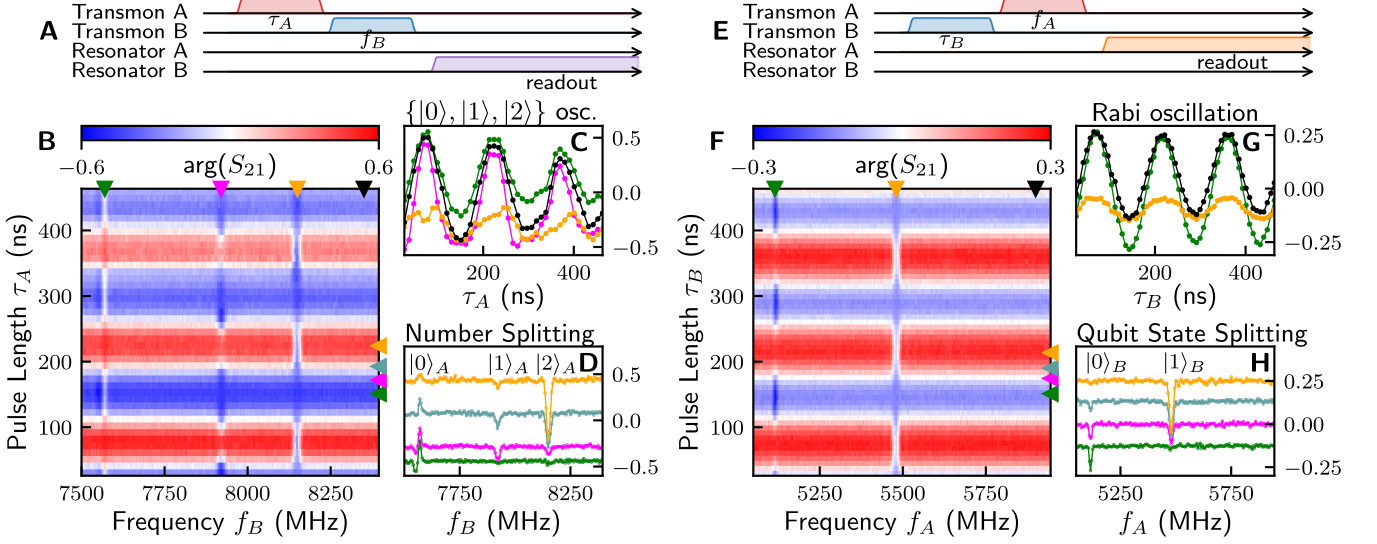 A
Transmon A
Transmon B
Resonator A
Resonator B
τ_A
f_B
readout
B
−0.6
arg(S_21)
0.6
Pulse Length τ_A (ns)
400
300
200
100
7500
7750
8000
8250
Frequency f_B (MHz)
{|0⟩, |1⟩, |2⟩} osc.
C
0.5
0.0
−0.5
200
400
τ_A (ns)
Number Splitting
|0⟩_A
|1⟩_A
|2⟩_A
D
0.5
0.0
−0.5
7750
8250
f_B (MHz)
E
Transmon A
Transmon B
Resonator A
Resonator B
f_A
τ_B
readout
F
−0.3
arg(S_21)
0.3
Pulse Length τ_B (ns)
400
300
200
100
5250
5500
5750
Frequency f_A (MHz)
Rabi oscillation
G
0.25
0.00
−0.25
200
400
τ_B (ns)
Qubit State Splitting
|0⟩_B
|1⟩_B
H
0.25
0.00
−0.25
5250
5750
f_A (MHz)